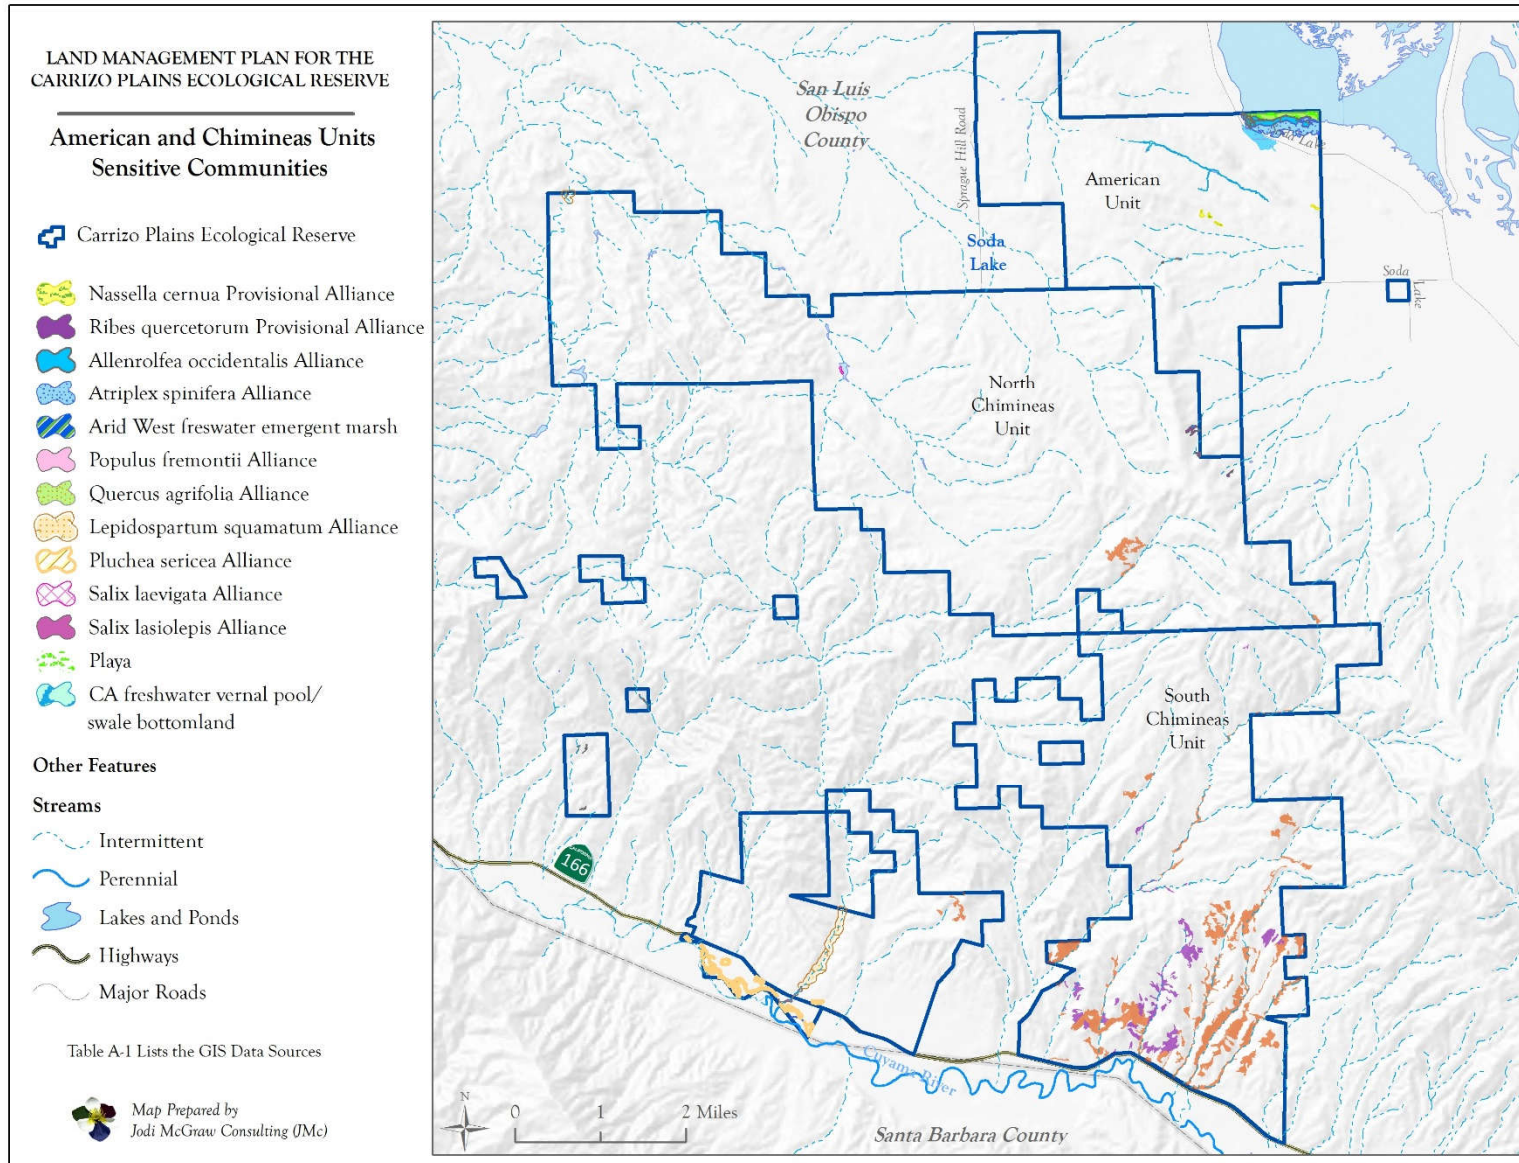 LAND MANAGEMENT PLAN FOR THE
CARRIZO PLAINS ECOLOGICAL RESERVE
American and Chimineas Units
Sensitive Communities
Carrizo Plains Ecological Reserve
Nassella cernua Provisional Alliance
Ribes quercetorum Provisional Alliance
Allenrolfea occidentalis Alliance
Atriplex spinifera Alliance
Arid West freswater emergent marsh
Populus fremontii Alliance
Quercus agrifolia Alliance
Lepidospartum squamatum Alliance
Pluchea sericea Alliance
Salix laevigata Alliance
Salix lasiolepis Alliance
Playa
CA freshwater vernal pool/
swale bottomland
Other Features
Streams
Intermittent
Perennial
Lakes and Ponds
Highways
Major Roads
Table A-1 Lists the GIS Data Sources
Map Prepared by
Jodi McGraw Consulting (JMc)
San Luis
Obispo
County
Sprague Hill Road
American
Unit
Soda
Lake
Soda
Lake
North
Chimineas
Unit
South
Chimineas
Unit
166
Cuyama River
N
0 1 2 Miles
Santa Barbara County